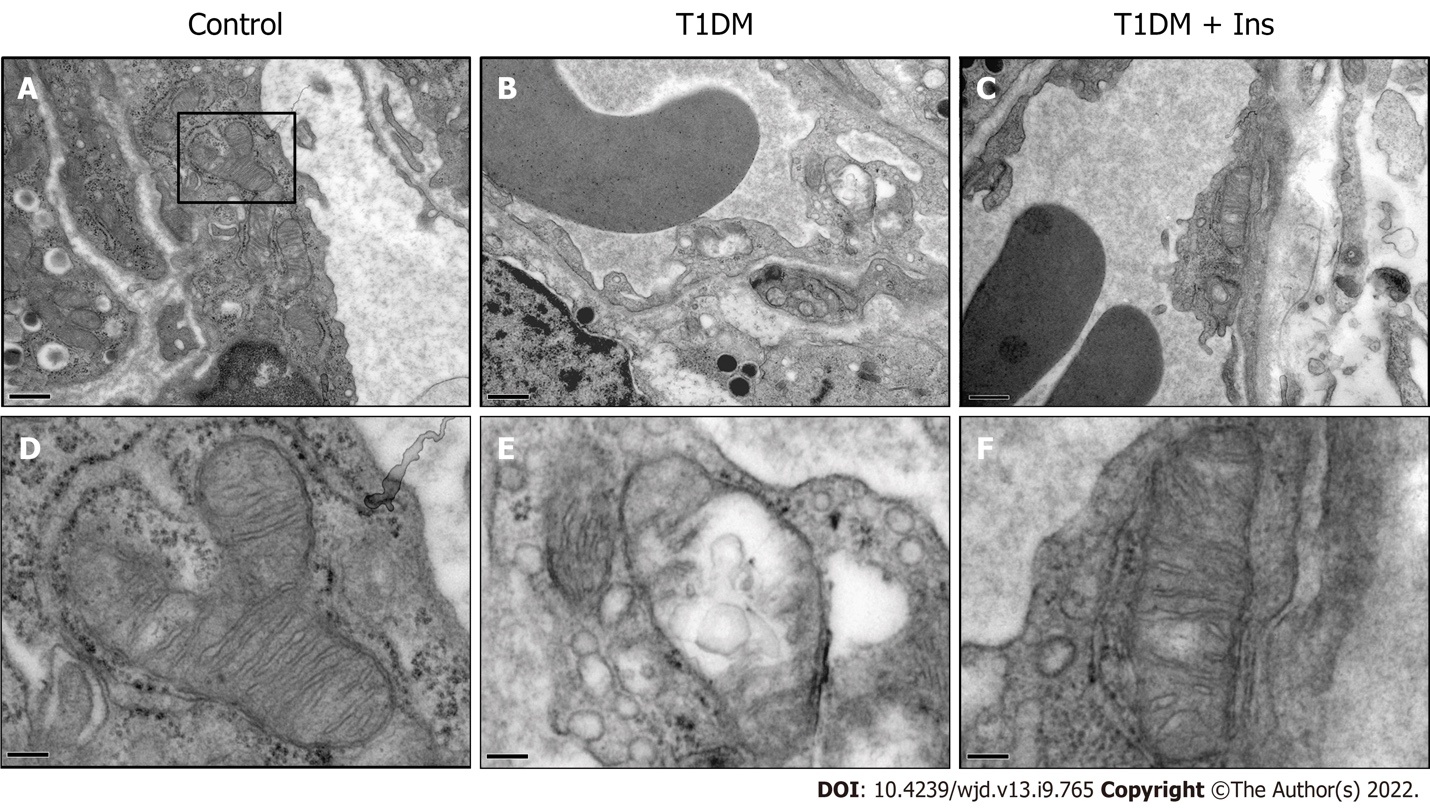 Control
T1DM
T1DM + Ins
A
B
C
D
E
F
DOI: 10.4239/wjd.v13.i9.765 Copyright ©The Author(s) 2022.